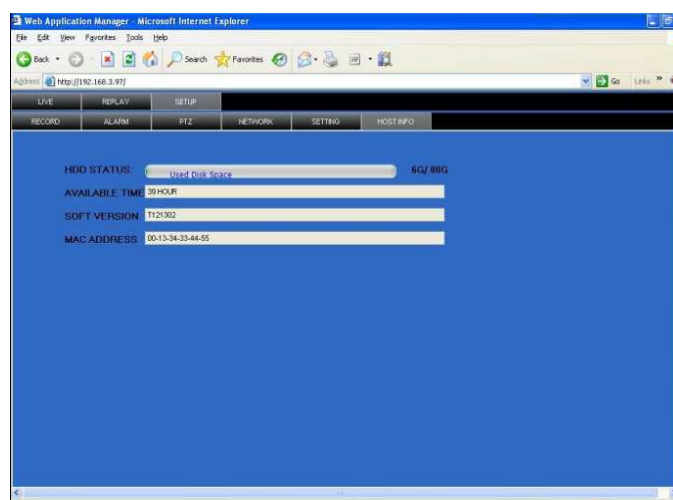 Web Application Manager - Microsoft Internet Explorer
File Edit View Favorites Tools Help
Back Search Favorites
Address http://192.168.3.97/ Go Links »
LIVE REPLAY SETUP
RECORD ALARM PTZ NETWORK SETTING HOST INFO
HDD STATUS: Used Disk Space 6G/80G
AVAILABLE TIME 39 HOUR
SOFT VERSION T121302
MAC ADDRESS 00-13-34-33-44-55